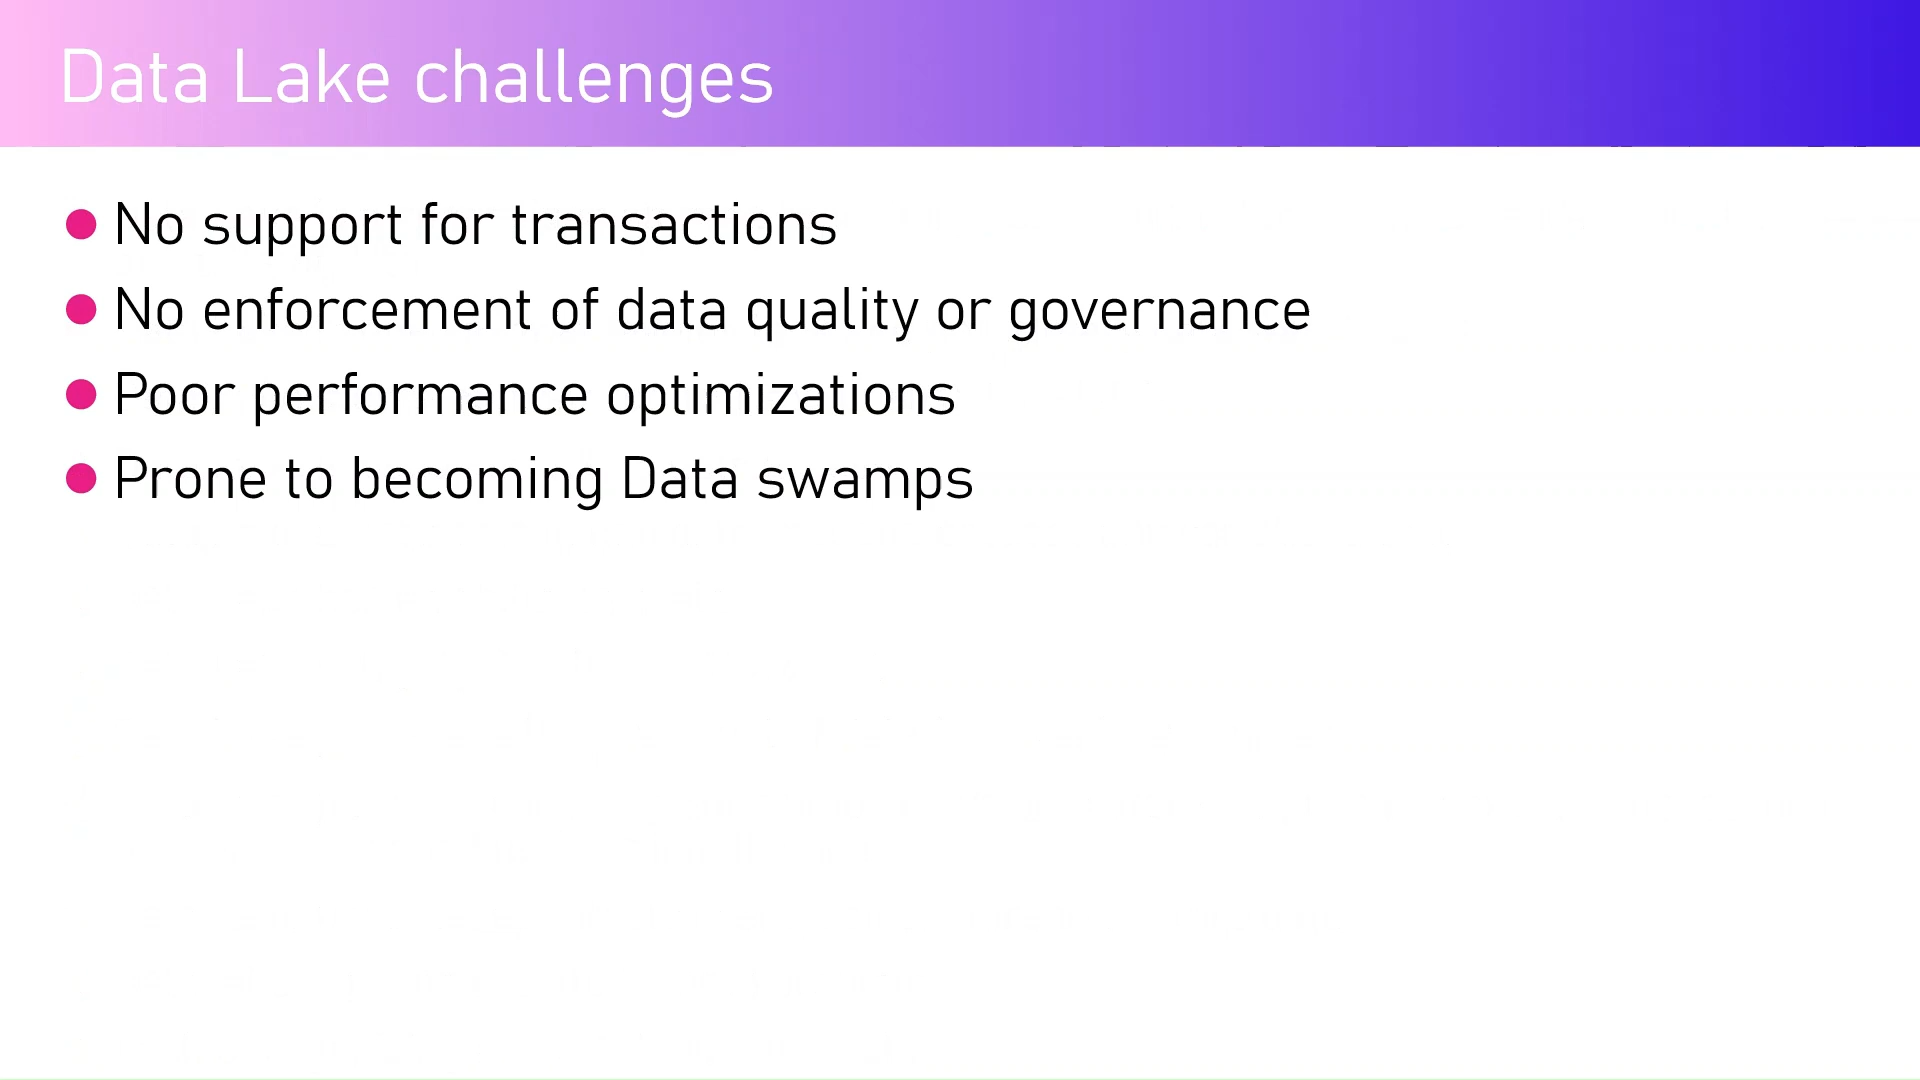 Data Lake challenges
No support for transactions
No enforcement of data quality or governance
Poor performance optimizations
Prone to becoming Data swamps